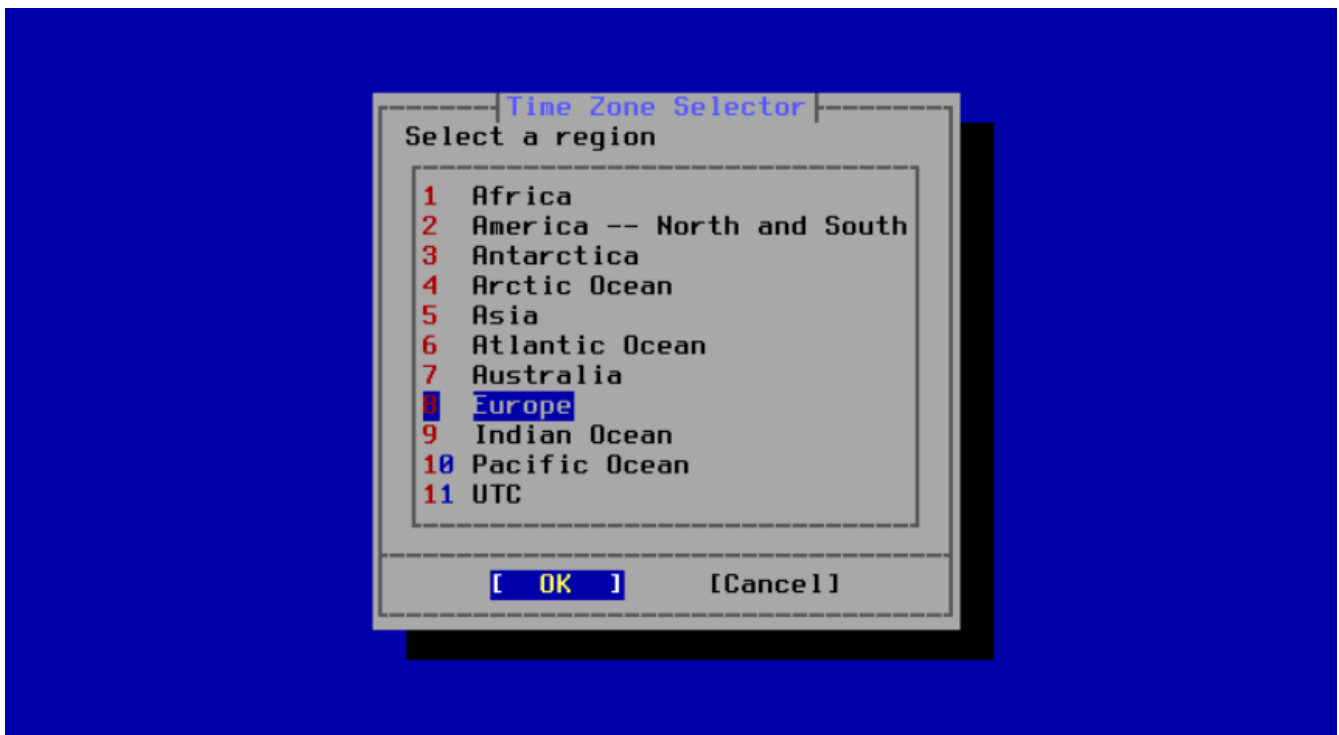 Time Zone Selector
Select a region
1 Africa
2 America -- North and South
3 Antarctica
4 Arctic Ocean
5 Asia
6 Atlantic Ocean
7 Australia
8 Europe
9 Indian Ocean
10 Pacific Ocean
11 UTC
[ OK ] [Cancel]